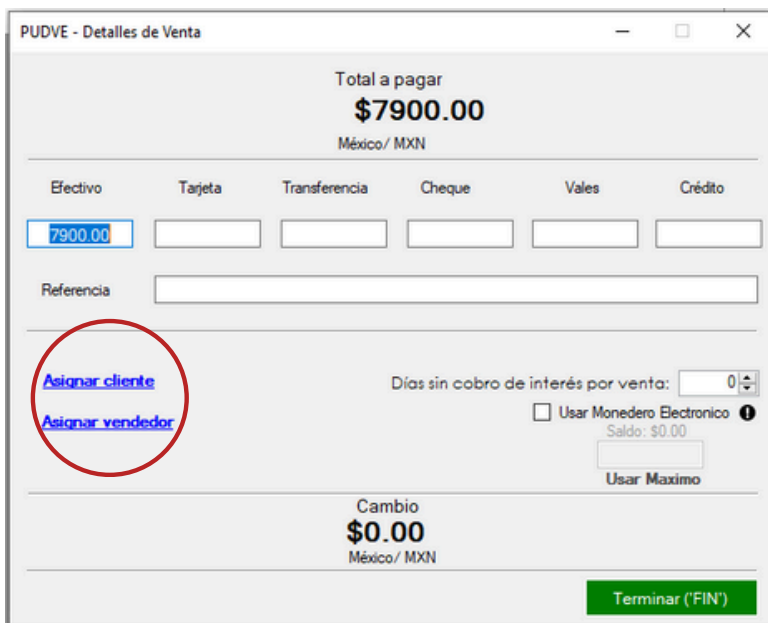 PUDVE - Detalles de Venta
Total a pagar
$7900.00
México/ MXN
Efectivo Tarjeta Transferencia Cheque Vales Crédito
7900.00
Referencia
Asignar cliente
Días sin cobro de interés por venta: 0
Usar Monedero Electronico
Asignar vendedor
Saldo: $0.00
Usar Maximo
Cambio
$0.00
México/ MXN
Terminar ('FIN')